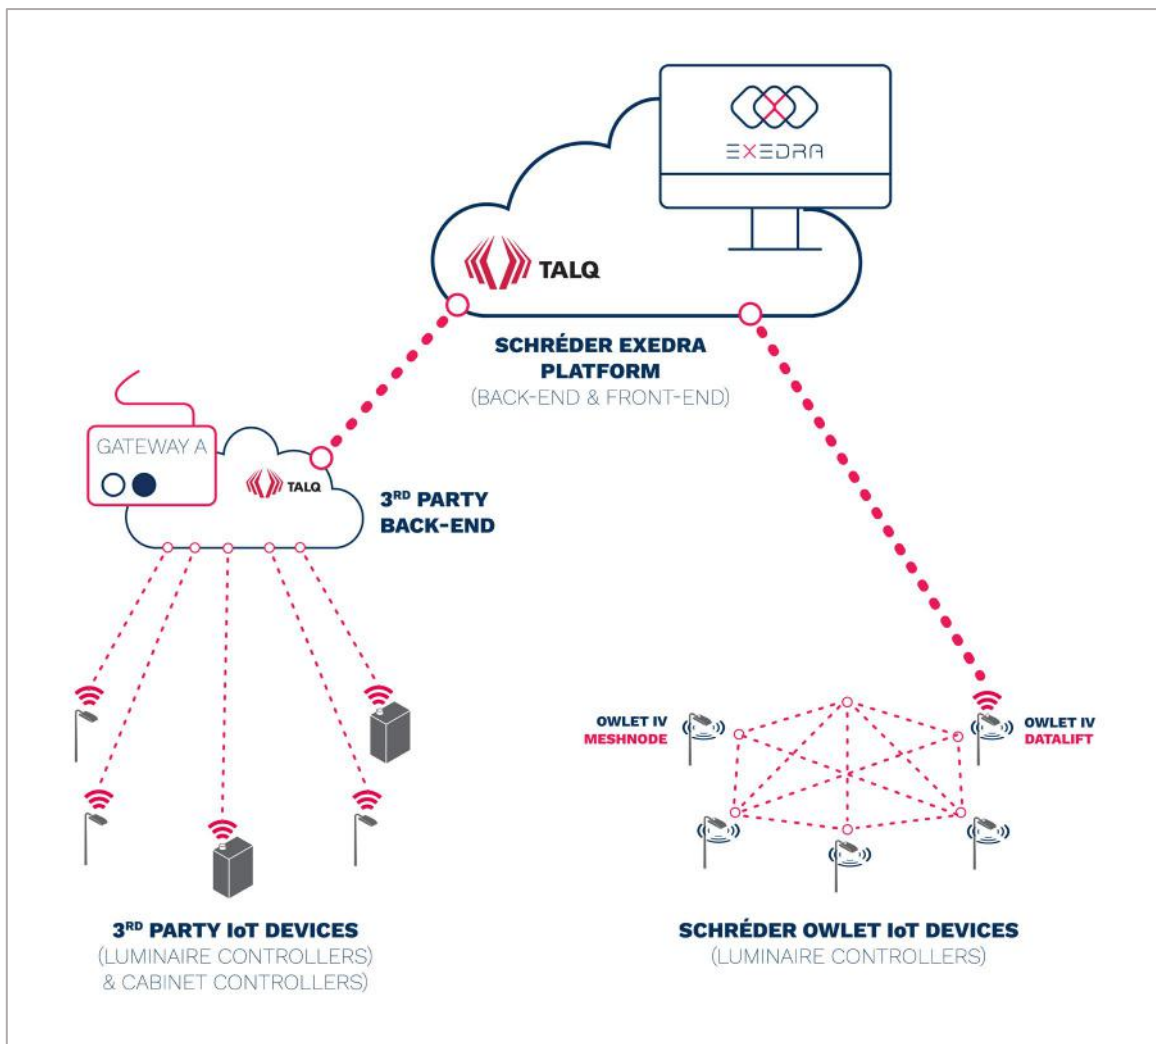 EXEDRA
TALQ
SCHRÉDER EXEDRA
PLATFORM
(BACK-END & FRONT-END)
GATEWAY A
TALQ
3RD PARTY
BACK-END
OWLET IV
MESHNODE
OWLET IV
DATALIFT
3RD PARTY IoT DEVICES
(LUMINAIRE CONTROLLERS)
& CABINET CONTROLLERS)
SCHRÉDER OWLET IoT DEVICES
(LUMINAIRE CONTROLLERS)